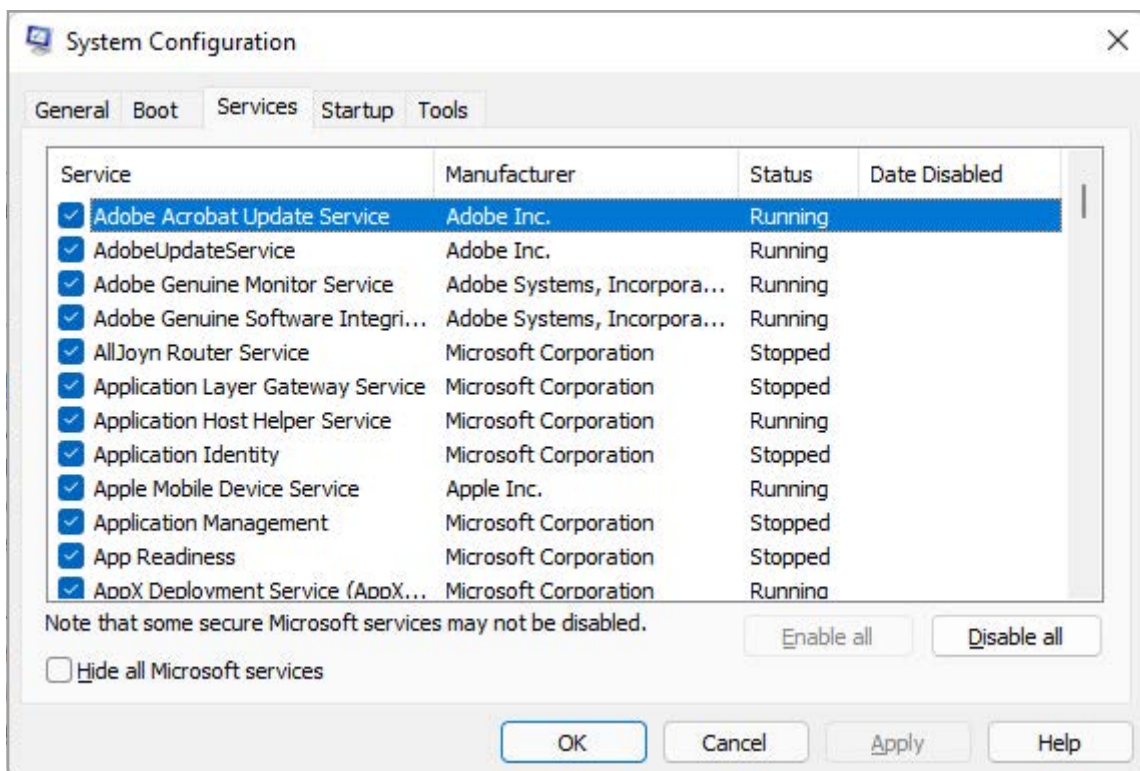 System Configuration
General Boot Services Startup Tools
Service Manufacturer Status Date Disabled
Adobe Acrobat Update Service Adobe Inc. Running
AdobeUpdateService Adobe Inc. Running
Adobe Genuine Monitor Service Adobe Systems, Incorpora... Running
Adobe Genuine Software Integri... Adobe Systems, Incorpora... Running
AllJoyn Router Service Microsoft Corporation Stopped
Application Layer Gateway Service Microsoft Corporation Stopped
Application Host Helper Service Microsoft Corporation Running
Application Identity Microsoft Corporation Stopped
Apple Mobile Device Service Apple Inc. Running
Application Management Microsoft Corporation Stopped
App Readiness Microsoft Corporation Stopped
AppX Deployment Service (AppX... Microsoft Corporation Running
Note that some secure Microsoft services may not be disabled.
Enable all Disable all
Hide all Microsoft services
OK Cancel Apply Help